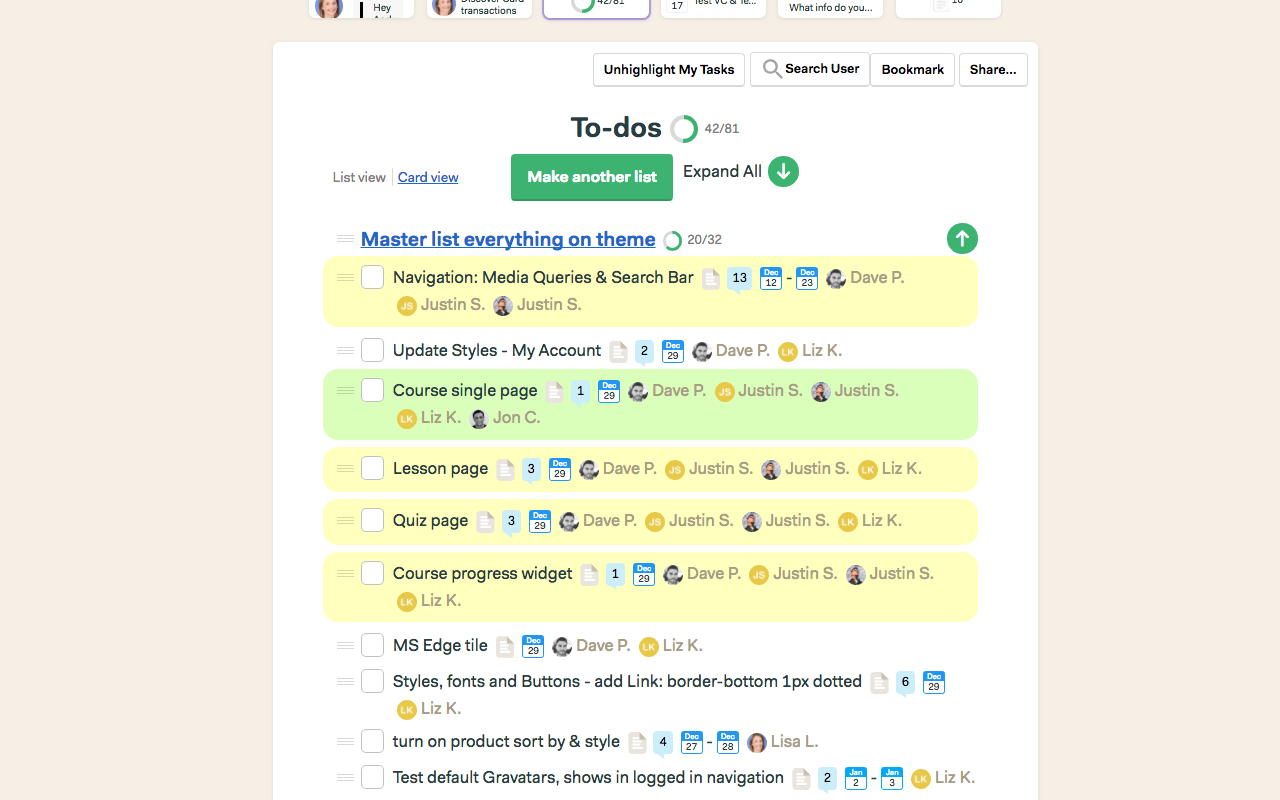 Hey
Discover Card
transactions
42/81
17
Test VC & Te...
What info do you...
10
Unhighlight My Tasks
Search User
Bookmark
Share...
To-dos 42/81
List view Card view
Make another list
Expand All
Master list everything on theme 20/32
Navigation: Media Queries & Search Bar 13 Dec 12 - Dec 23 Dave P.
JS Justin S. Justin S.
Update Styles - My Account 2 Dec 29 Dave P. LK Liz K.
Course single page 1 Dec 29 Dave P. JS Justin S. Justin S.
LK Liz K. Jon C.
Lesson page 3 Dec 29 Dave P. JS Justin S. Justin S. LK Liz K.
Quiz page 3 Dec 29 Dave P. JS Justin S. Justin S. LK Liz K.
Course progress widget 1 Dec 29 Dave P. JS Justin S. Justin S.
LK Liz K.
MS Edge tile Dec 29 Dave P. LK Liz K.
Styles, fonts and Buttons - add Link: border-bottom 1px dotted 6 Dec 29
LK Liz K.
turn on product sort by & style 4 Dec 27 - Dec 28 Lisa L.
Test default Gravatars, shows in logged in navigation 2 Jan 2 - Jan 3 LK Liz K.